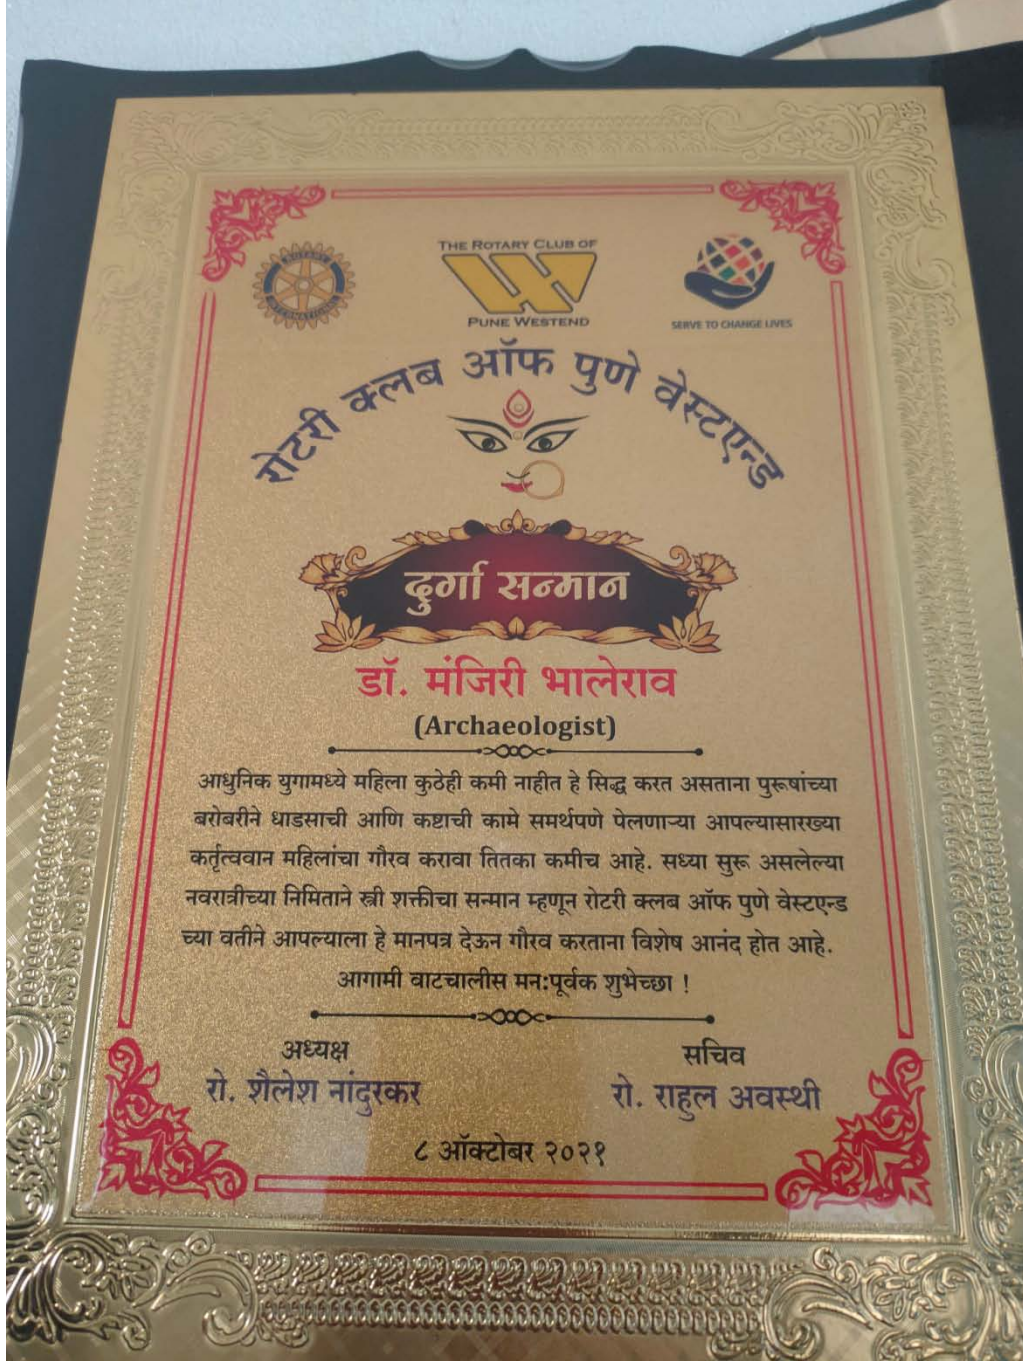 ROTARY
INTERNATIONAL
THE ROTARY CLUB OF
PUNE WESTEND
SERVE TO CHANGE LIVES
रोटरी क्लब ऑफ पुणे वेस्टएन्ड
दुर्गा सन्मान
डॉ. मंजिरी भालेराव
(Archaeologist)
आधुनिक युगामध्ये महिला कुठेही कमी नाहीत हे सिद्ध करत असताना पुरूषांच्या
बरोबरीने धाडसाची आणि कष्टाची कामे समर्थपणे पेलणाऱ्या आपल्यासारख्या
कर्तृत्ववान महिलांचा गौरव करावा तितका कमीच आहे. सध्या सुरू असलेल्या
नवरात्रीच्या निमिताने स्त्री शक्तीचा सन्मान म्हणून रोटरी क्लब ऑफ पुणे वेस्टएन्ड
च्या वतीने आपल्याला हे मानपत्र देऊन गौरव करताना विशेष आनंद होत आहे.
आगामी वाटचालीस मन:पूर्वक शुभेच्छा !
अध्यक्ष
रो. शैलेश नांदुरकर
सचिव
रो. राहुल अवस्थी
८ ऑक्टोबर २०२१